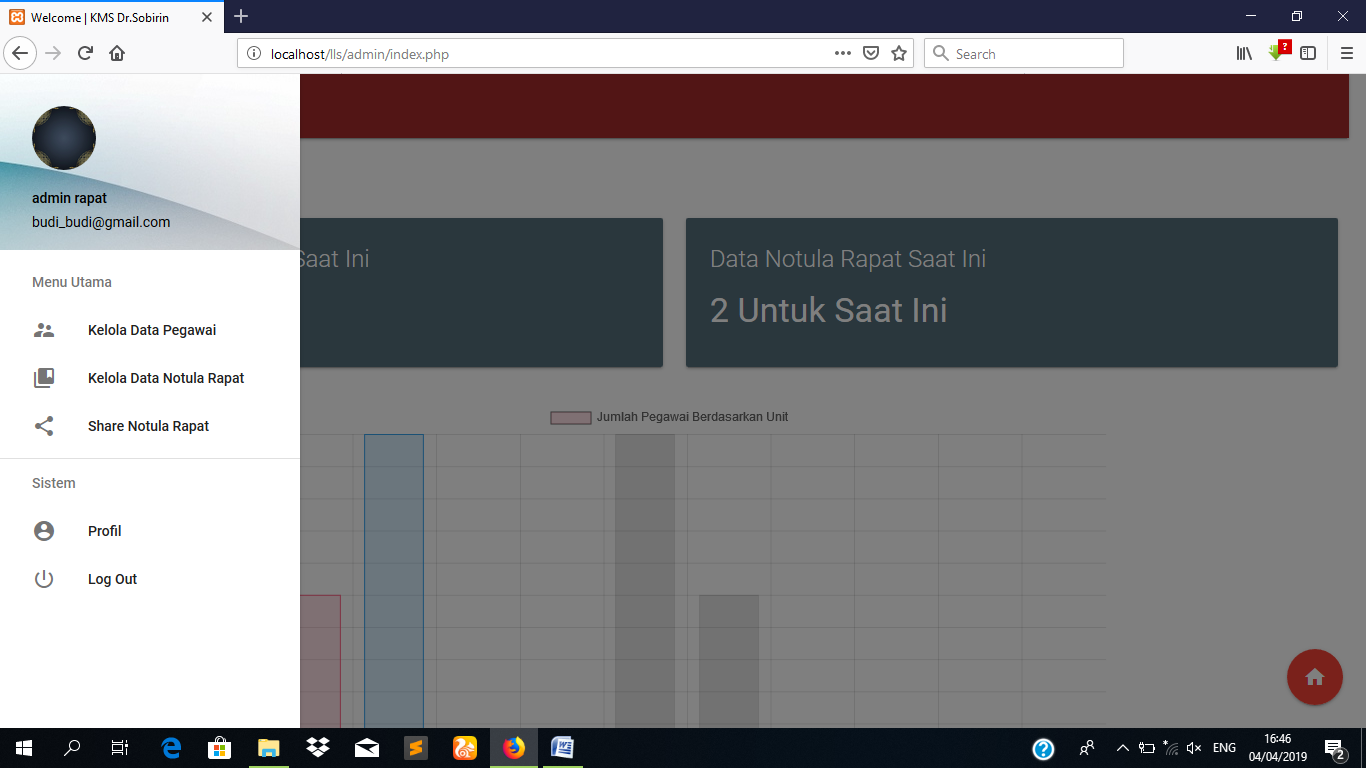 Welcome | KMS Dr.Sobirin
localhost/lls/admin/index.php
Search
admin rapat
budi_budi@gmail.com
Menu Utama
Kelola Data Pegawai
Kelola Data Notula Rapat
Share Notula Rapat
Sistem
Profil
Log Out
Saat Ini
Data Notula Rapat Saat Ini
2 Untuk Saat Ini
Jumlah Pegawai Berdasarkan Unit
ENG
16:46
04/04/2019
2